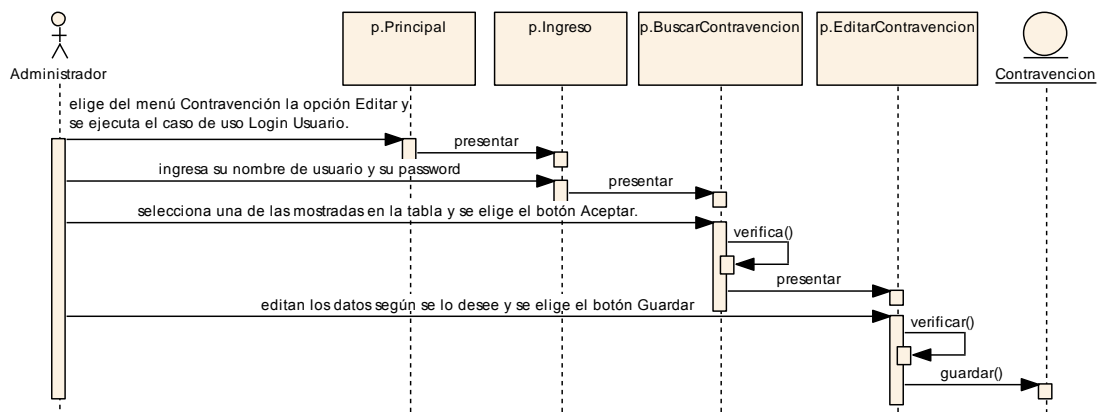 p.Principal
p.Ingreso
p.BuscarContravencion
p.EditarContravencion
Administrador
Contravencion
elige del menú Contravención la opción Editar y
se ejecuta el caso de uso Login Usuario.
presentar
ingresa su nombre de usuario y su password
presentar
selecciona una de las mostradas en la tabla y se elige el botón Aceptar.
verifica()
presentar
editan los datos según se lo desee y se elige el botón Guardar
verificar()
guardar()